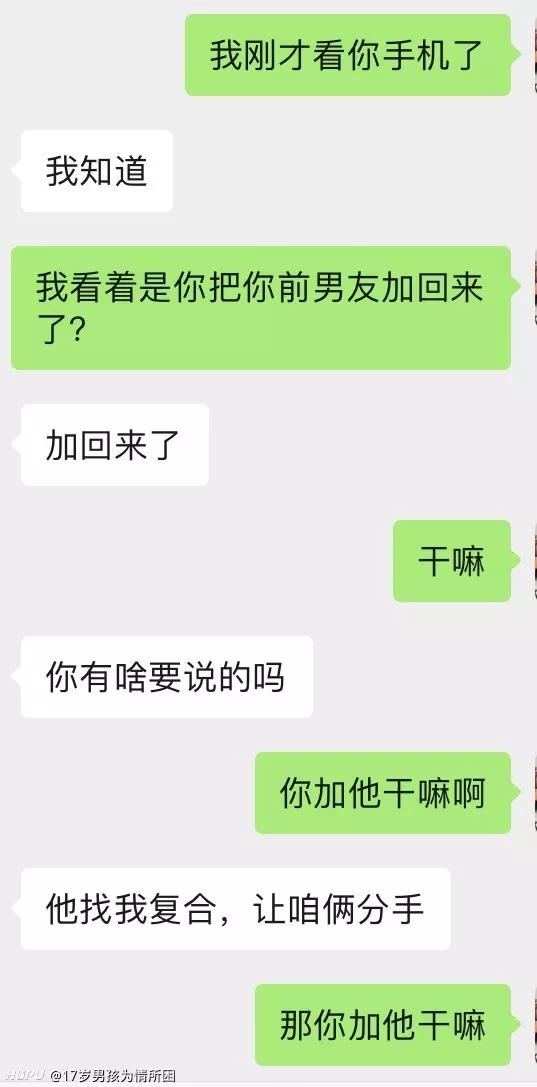 我刚才看你手机了
我知道
我看着是你把你前男友加回来
了?
加回来了
干嘛
你有啥要说的吗
你加他干嘛啊
他找我复合，让咱俩分手
那你加他干嘛
HUPU @17岁男孩为情所困